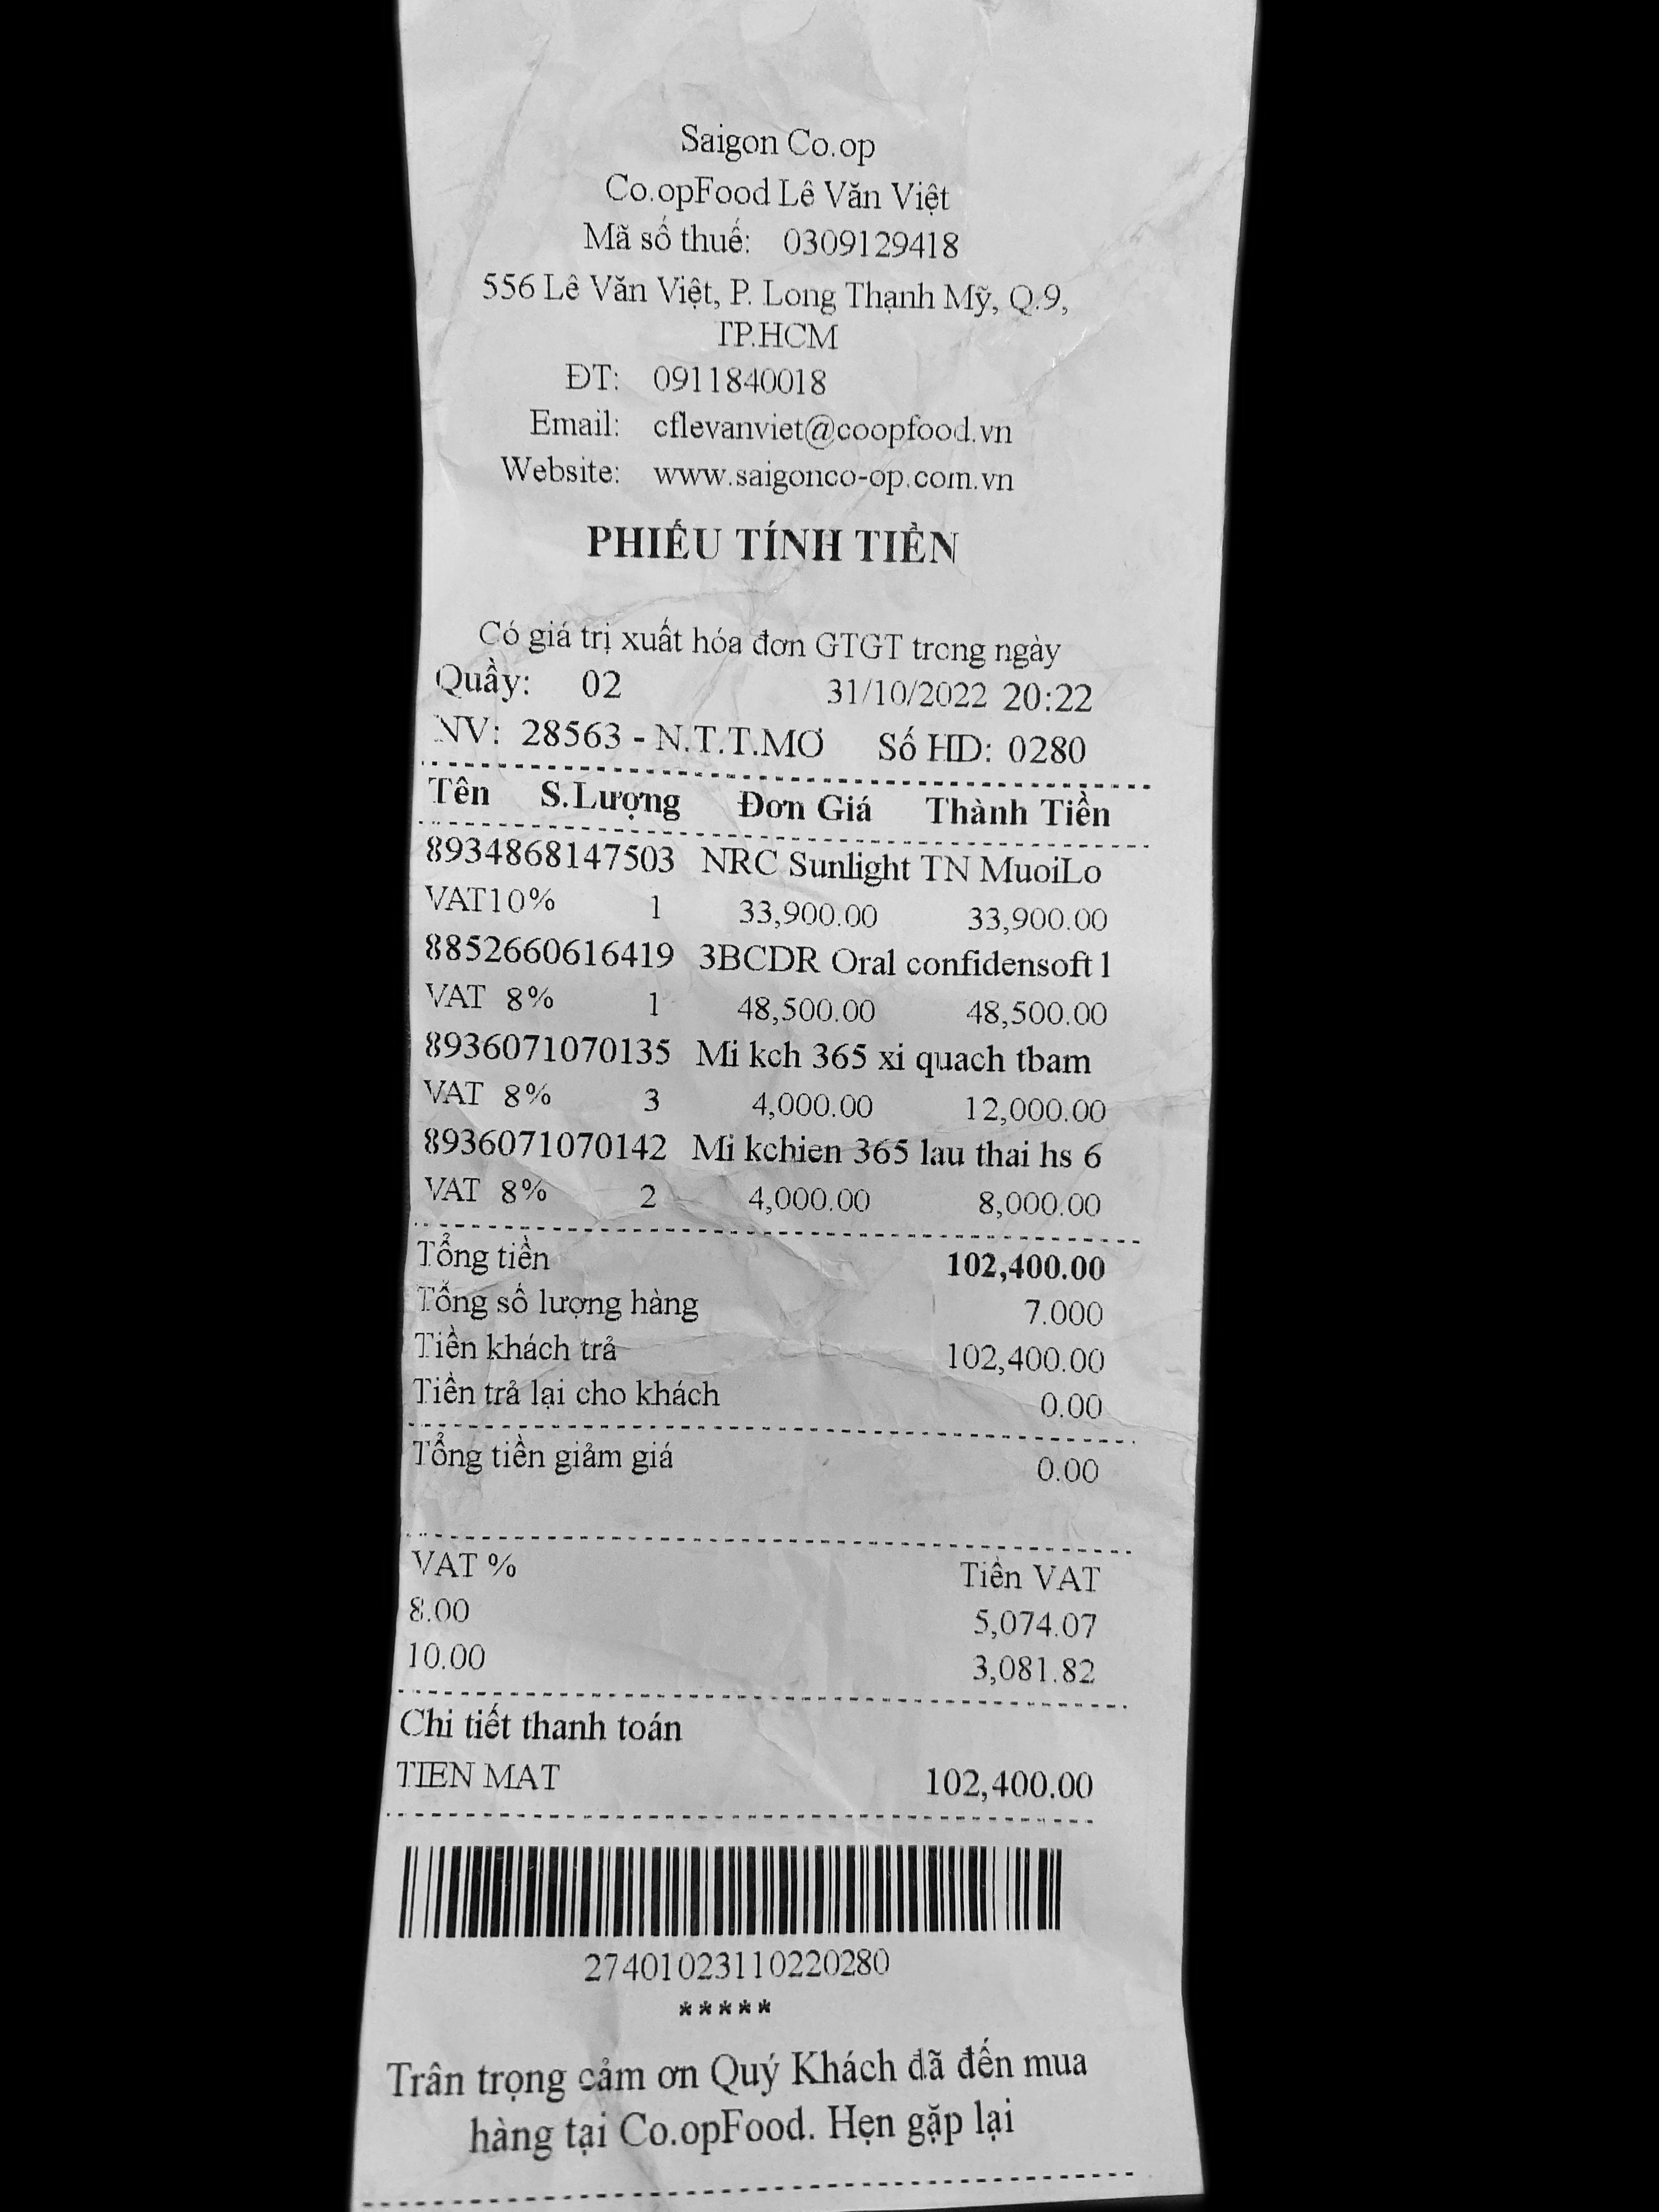 Saigon Co.op
Co.opFood Lê Văn Việt
Mã số thuế: 0309129418
556 Lê Văn Việt, P. Long Thạnh Mỹ, Q.9,
TP.HCM
ĐT: 0911840018
Email: cflevanviet@coopfood.vn
Website: www.saigonco-op.com.vn
PHIẾU TÍNH TIỀN
Có giá trị xuất hóa đơn GTGT trong ngày
Quầy: 02 31/10/2022 20:22
NV: 28563 - N.T.T.MƠ Số HD: 0280
Tên S.Lượng Đơn Giá Thành Tiền
8934868147503 NRC Sunlight TN MuoiLo
VAT10% 1 33,900.00 33,900.00
8852660616419 3BCDR Oral confidensoft 1
VAT 8% 1 48,500.00 48,500.00
8936071070135 Mi kch 365 xi quach tbam
VAT 8% 3 4,000.00 12,000.00
8936071070142 Mi kchien 365 lau thai hs 6
VAT 8% 2 4,000.00 8,000.00
Tổng tiền 102,400.00
Tổng số lượng hàng 7.000
Tiền khách trả 102,400.00
Tiền trả lại cho khách 0.00
Tổng tiền giảm giá 0.00
VAT % Tiền VAT
8.00 5,074.07
10.00 3,081.82
Chi tiết thanh toán
TIEN MAT 102,400.00
27401023110220280
*****
Trân trọng cảm ơn Quý Khách đã đến mua
hàng tại Co.opFood. Hẹn gặp lại